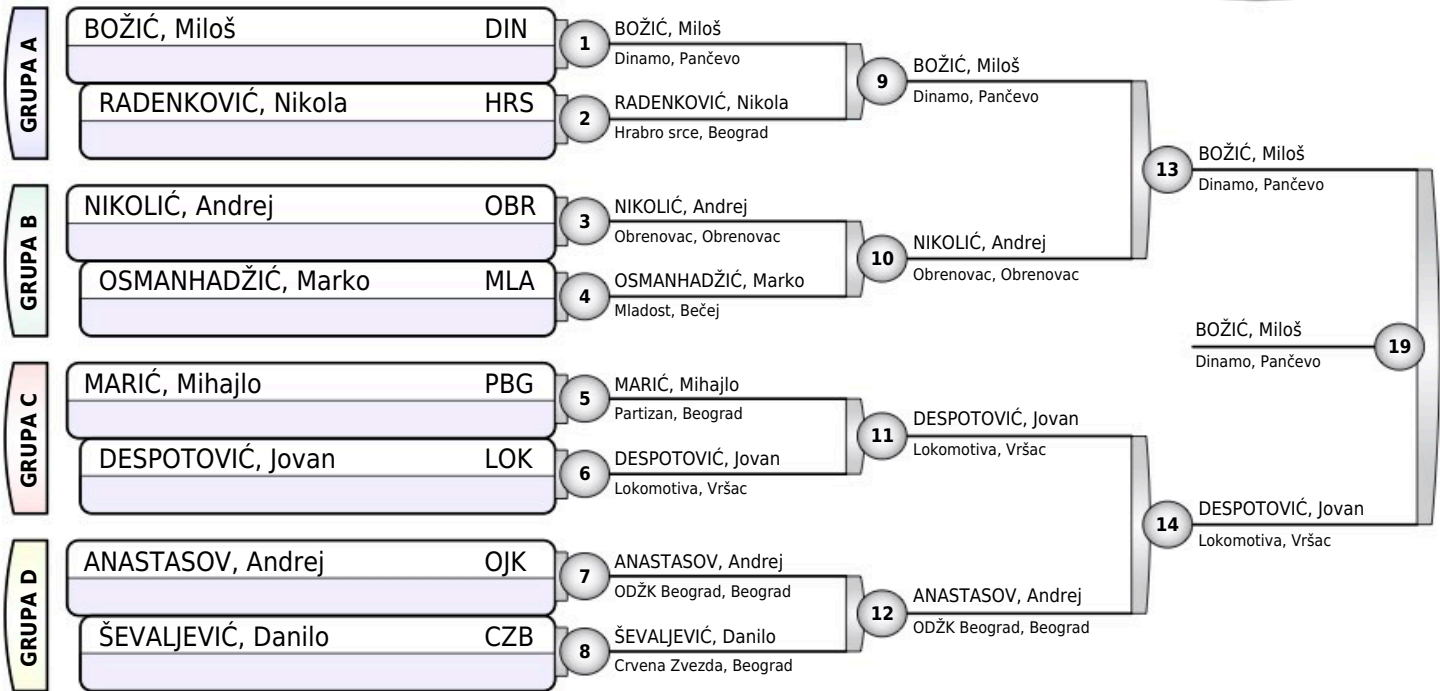 GRUPA A
BOŽIĆ, Miloš DIN
RADENKOVIĆ, Nikola HRS
GRUPA B
NIKOLIĆ, Andrej OBR
OSMANHADŽIĆ, Marko MLA
GRUPA C
MARIĆ, Mihajlo PBG
DESPOTOVIĆ, Jovan LOK
GRUPA D
ANASTASOV, Andrej OJK
ŠEVALJEVIĆ, Danilo CZB
1
BOŽIĆ, Miloš
Dinamo, Pančevo
2
RADENKOVIĆ, Nikola
Hrabro srce, Beograd
3
NIKOLIĆ, Andrej
Obrenovac, Obrenovac
4
OSMANHADŽIĆ, Marko
Mladost, Bečej
5
MARIĆ, Mihajlo
Partizan, Beograd
6
DESPOTOVIĆ, Jovan
Lokomotiva, Vršac
7
ANASTASOV, Andrej
ODŽK Beograd, Beograd
8
ŠEVALJEVIĆ, Danilo
Crvena Zvezda, Beograd
9
BOŽIĆ, Miloš
Dinamo, Pančevo
10
NIKOLIĆ, Andrej
Obrenovac, Obrenovac
11
DESPOTOVIĆ, Jovan
Lokomotiva, Vršac
12
ANASTASOV, Andrej
ODŽK Beograd, Beograd
13
BOŽIĆ, Miloš
Dinamo, Pančevo
14
DESPOTOVIĆ, Jovan
Lokomotiva, Vršac
BOŽIĆ, Miloš
Dinamo, Pančevo
19